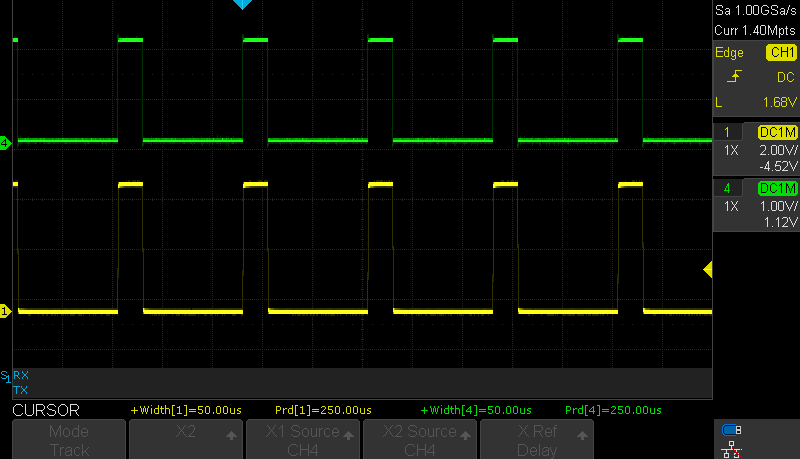 Sa 1.00GSa/s
Curr 1.40Mpts
Edge CH1
DC
L 1.68V
1 DC1M
1X 2.00V/
-4.52V
4 DC1M
1X 1.00V/
1.12V
4
1
S1 RX
TX
CURSOR +Width[1]=50.00us Prd[1]=250.00us +Width[4]=50.00us Prd[4]=250.00us
Mode
Track
X2
X1 Source
CH4
X2 Source
CH4
X Ref
Delay